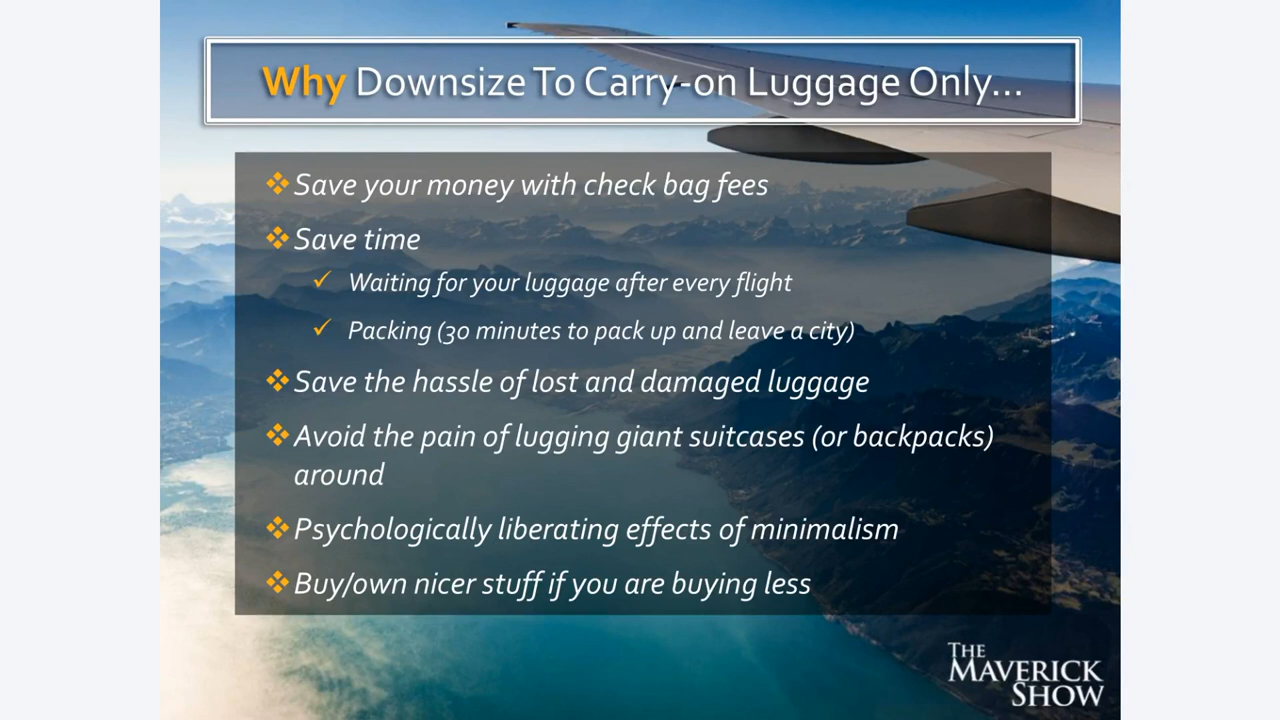 Why Downsize To Carry-on Luggage Only...
Save your money with check bag fees
Save time
Waiting for your luggage after every flight
Packing (30 minutes to pack up and leave a city)
Save the hassle of lost and damaged luggage
Avoid the pain of lugging giant suitcases (or backpacks)
around
Psychologically liberating effects of minimalism
Buy/own nicer stuff if you are buying less
THE
MAVERICK
SHOW